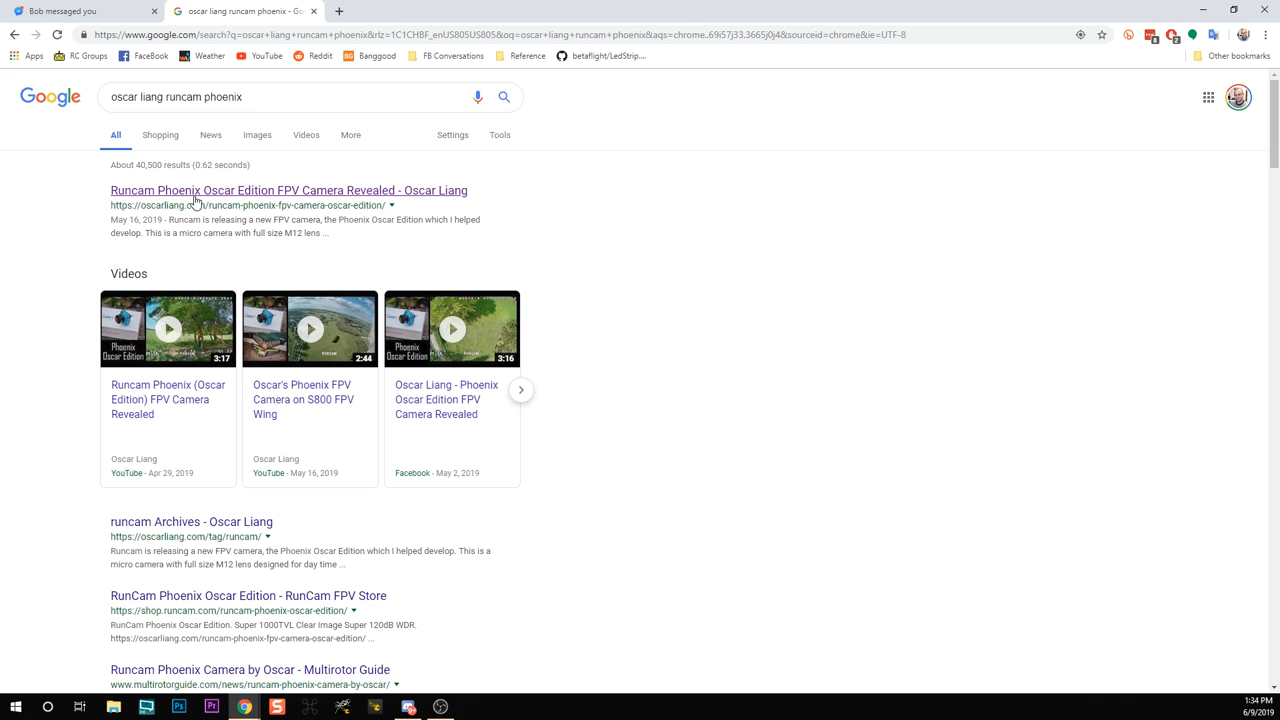 Bob messaged you
oscar liang runcam phoenix - Go
https://www.google.com/search?q=oscar+liang+runcam+phoenix&rlz=1C1CHBF_enUS805US805&oq=oscar+liang+runcam+phoenix&aqs=chrome..69i57j33.3665j0j4&sourceid=chrome&ie=UTF-8
Apps RC Groups FaceBook Weather YouTube Reddit Banggood FB Conversations Reference betaflight/LedStrip.... Other bookmarks
Google oscar liang runcam phoenix
All Shopping News Images Videos More Settings Tools
About 40,500 results (0.62 seconds)
Runcam Phoenix Oscar Edition FPV Camera Revealed - Oscar Liang
https://oscarliang.com/runcam-phoenix-fpv-camera-oscar-edition/
May 16, 2019 - Runcam is releasing a new FPV camera, the Phoenix Oscar Edition which I helped
develop. This is a micro camera with full size M12 lens ...
Videos
Phoenix
Oscar Edition
3:17
RUNCAM
2:44
Phoenix
Oscar Edition
3:16
Runcam Phoenix (Oscar
Edition) FPV Camera
Revealed
Oscar Liang
YouTube - Apr 29, 2019
Oscar's Phoenix FPV
Camera on S800 FPV
Wing
Oscar Liang
YouTube - May 16, 2019
Oscar Liang - Phoenix
Oscar Edition FPV
Camera Revealed
Facebook - May 2, 2019
runcam Archives - Oscar Liang
https://oscarliang.com/tag/runcam/
Runcam is releasing a new FPV camera, the Phoenix Oscar Edition which I helped develop. This is a
micro camera with full size M12 lens designed for day time ...
RunCam Phoenix Oscar Edition - RunCam FPV Store
https://shop.runcam.com/runcam-phoenix-oscar-edition/
RunCam Phoenix Oscar Edition. Super 1000TVL Clear Image Super 120dB WDR.
https://oscarliang.com/runcam-phoenix-fpv-camera-oscar-edition/ ...
Runcam Phoenix Camera by Oscar - Multirotor Guide
www.multirotorguide.com/news/runcam-phoenix-camera-by-oscar/
1:34 PM
6/9/2019